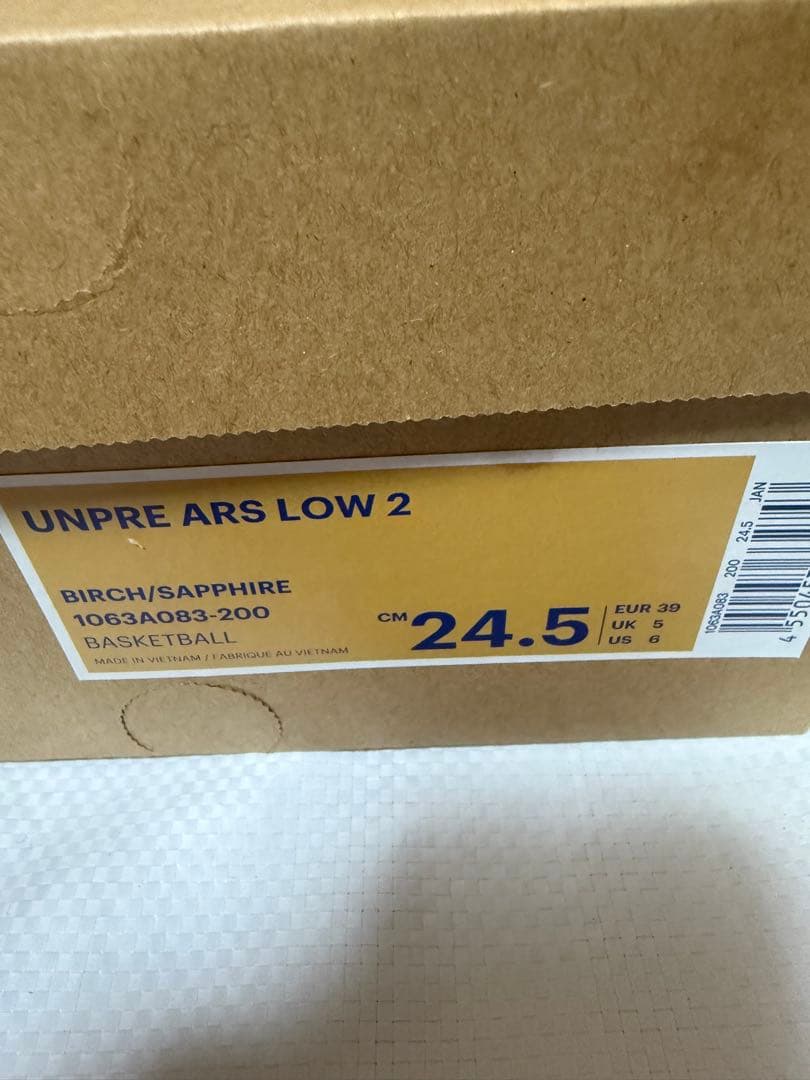 UNPRE ARS LOW 2
BIRCH/SAPPHIRE
1063A083-200
BASKETBALL
MADE IN VIETNAM / FABRIQUE AU VIETNAM
CM 24.5
EUR 39
UK 5
US 6
1063A083 200 24.5 JAN